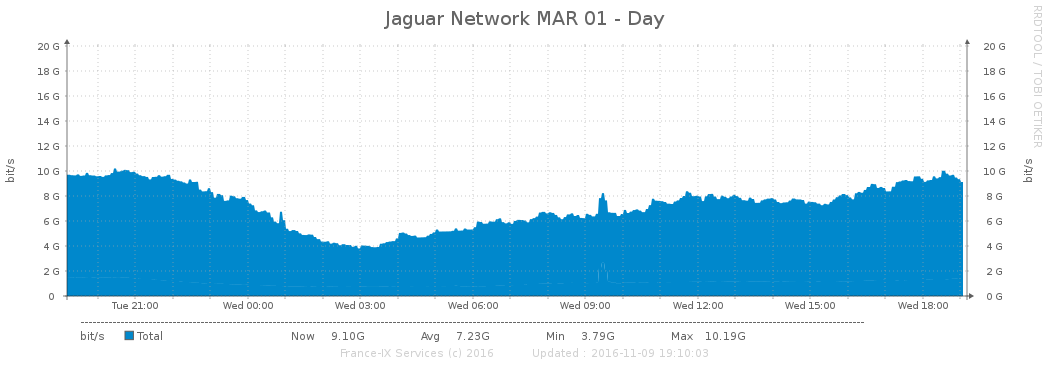 Jaguar Network MAR 01 - Day
RRDTOOL / TOBI OETIKER
bit/s
bit/s
20 G 20 G
18 G 18 G
16 G 16 G
14 G 14 G
12 G 12 G
10 G 10 G
8 G 8 G
6 G 6 G
4 G 4 G
2 G 2 G
0 0 G
Tue 21:00 Wed 00:00 Wed 03:00 Wed 06:00 Wed 09:00 Wed 12:00 Wed 15:00 Wed 18:00
bit/s Total Now 9.10G Avg 7.23G Min 3.79G Max 10.19G
France-IX Services (c) 2016 Updated : 2016-11-09 19:10:03